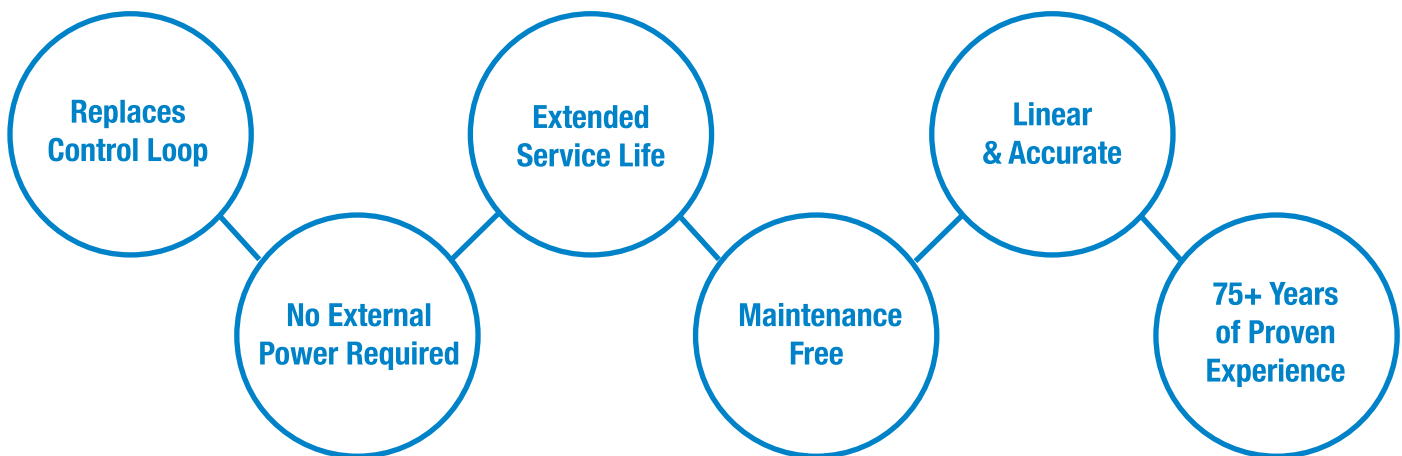 Replaces
Control Loop
No External
Power Required
Extended
Service Life
Maintenance
Free
Linear
& Accurate
75+ Years
of Proven
Experience